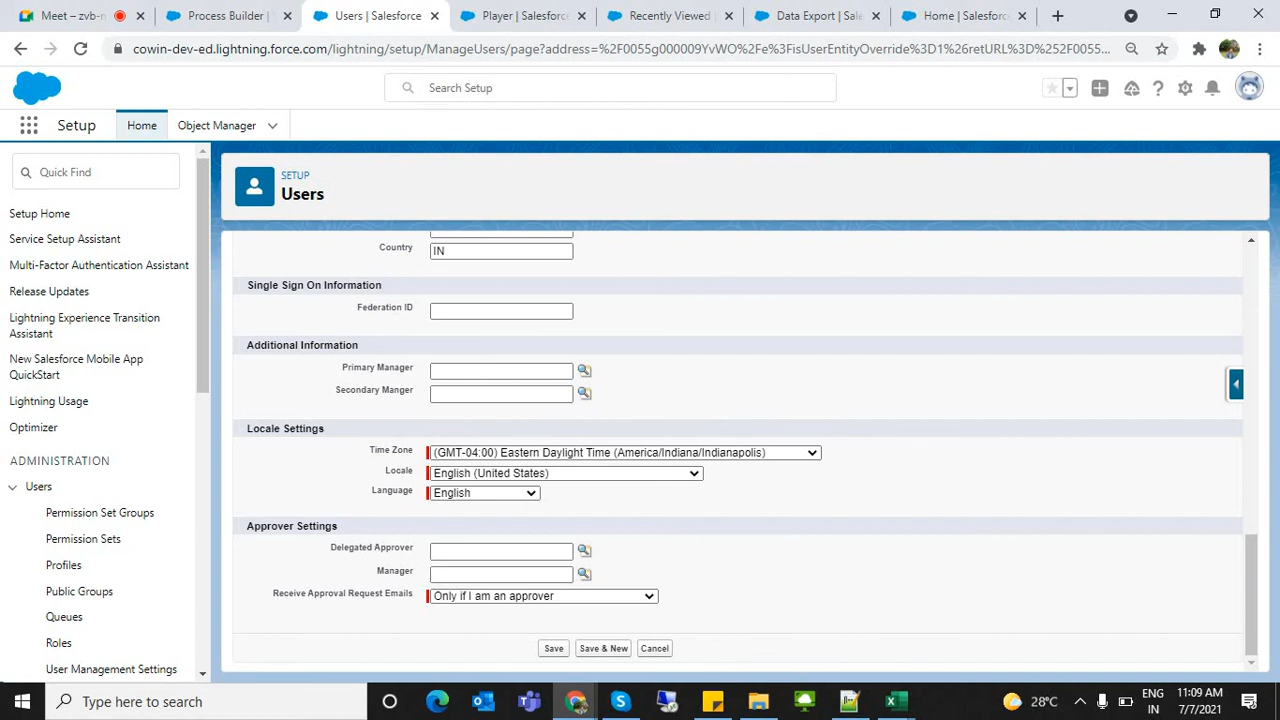 Meet – zvb-n
Process Builder |
Users | Salesforce
Player | Salesforce
Recently Viewed |
Data Export | Sale
Home | Salesforce
cowin-dev-ed.lightning.force.com/lightning/setup/ManageUsers/page?address=%2F0055g000009YvWO%2Fe%3FisUserEntityOverride%3D1%26retURL%3D%252F0055...
Search Setup
Setup
Home
Object Manager
Quick Find
Setup Home
Service Setup Assistant
Multi-Factor Authentication Assistant
Release Updates
Lightning Experience Transition
Assistant
New Salesforce Mobile App
QuickStart
Lightning Usage
Optimizer
ADMINISTRATION
Users
Permission Set Groups
Permission Sets
Profiles
Public Groups
Queues
Roles
User Management Settings
SETUP
Users
Country
IN
Single Sign On Information
Federation ID
Additional Information
Primary Manager
Secondary Manger
Locale Settings
Time Zone
(GMT-04:00) Eastern Daylight Time (America/Indiana/Indianapolis)
Locale
English (United States)
Language
English
Approver Settings
Delegated Approver
Manager
Receive Approval Request Emails
Only if I am an approver
Save
Save & New
Cancel
Type here to search
28°C
ENG
IN
11:09 AM
7/7/2021